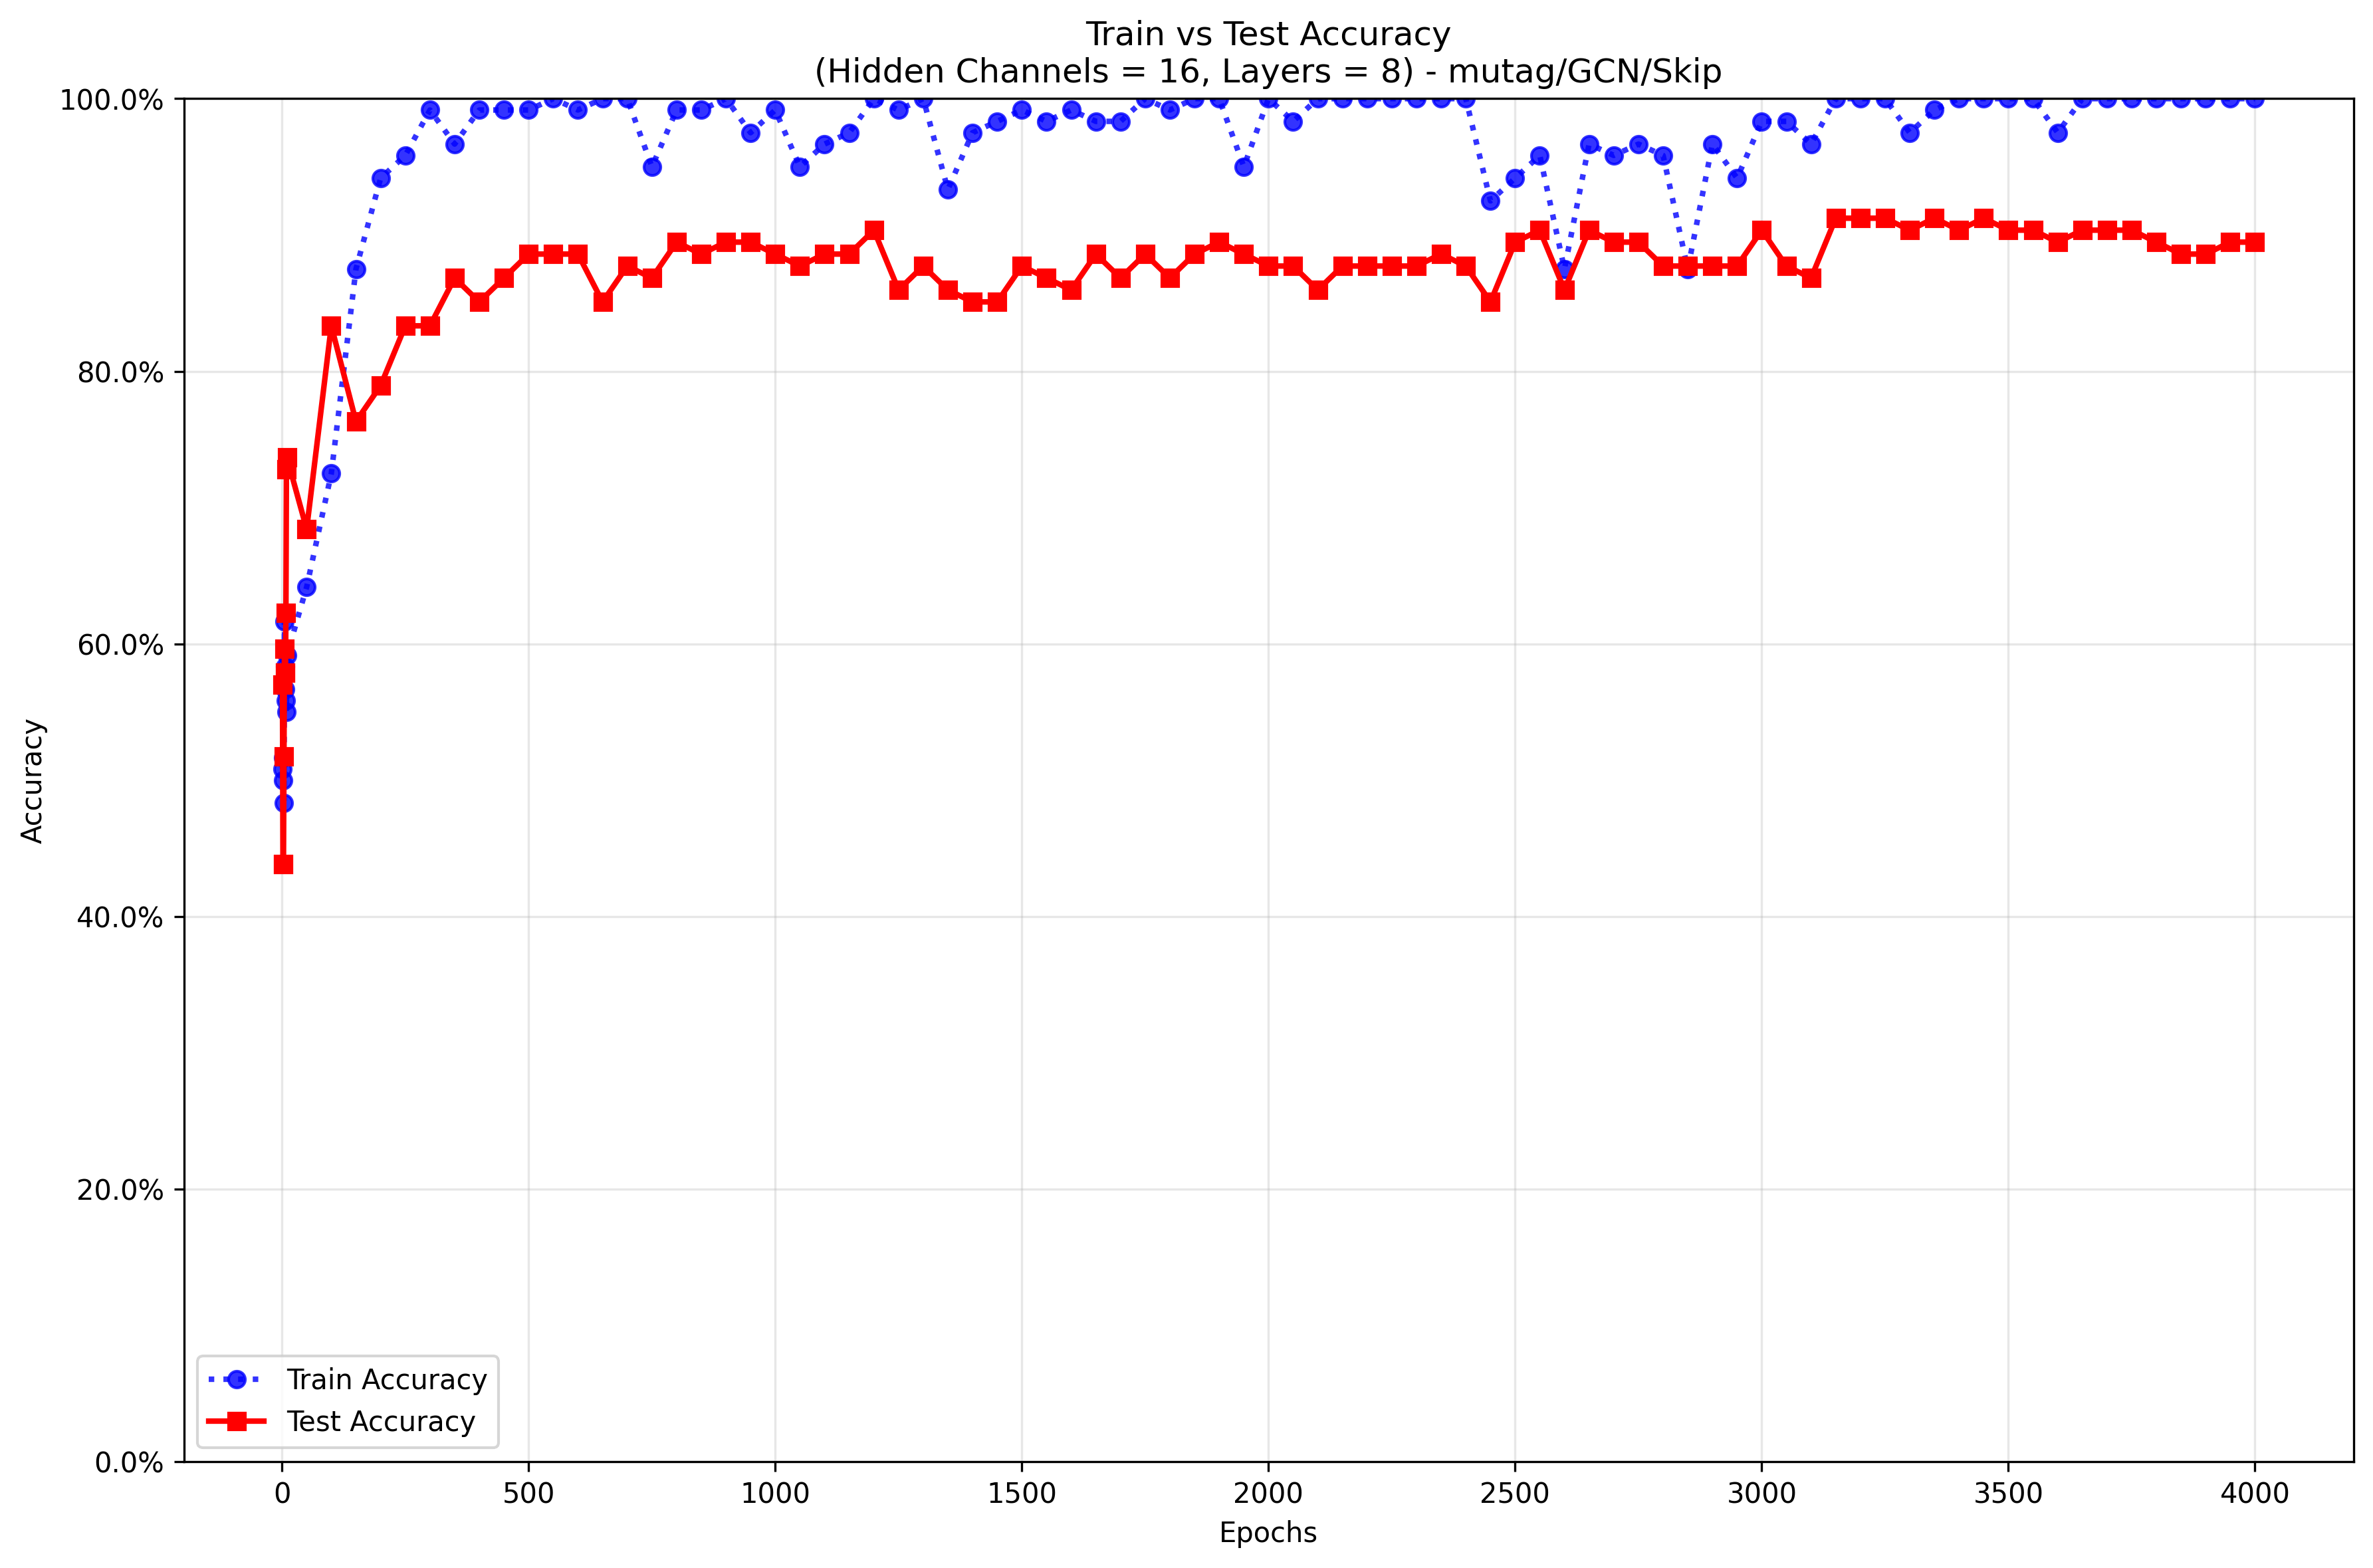 Train vs Test Accuracy
(Hidden Channels = 16, Layers = 8) - mutag/GCN/Skip
100.0%
80.0%
60.0%
40.0%
20.0%
0.0%
Accuracy
Train Accuracy
Test Accuracy
0 500 1000 1500 2000 2500 3000 3500 4000
Epochs